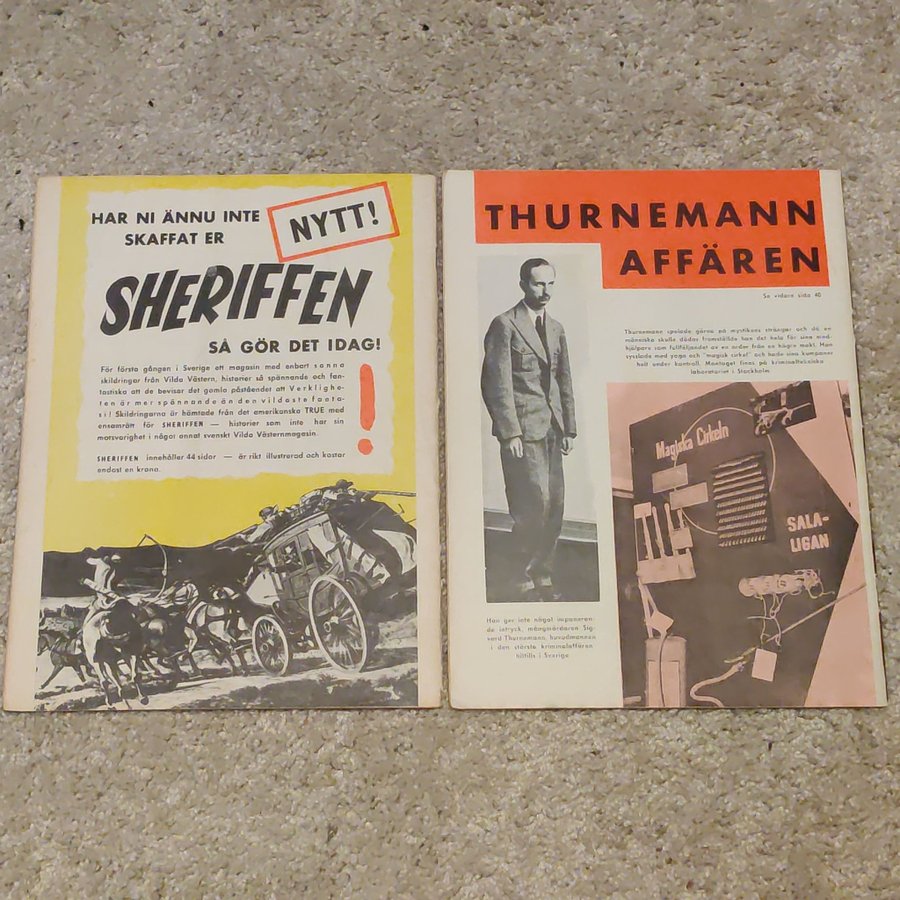 HAR NI ÄNNU INTE
SKAFFAT ER
NYTT!
SHERIFFEN
SÅ GÖR DET IDAG!
För första gången i Sverige ett magasin med enbart sanna
skildringar från Vilda Västern, historier så spännande och fan-
tastiska att de bevisar det gamla påståendet att Verklighe-
ten är mer spännande än den vildaste fanta-
si! Skildringarna är hämtade från det amerikanska TRUE med
ensamrätt för SHERIFFEN — historier som inte har sin
motsvarighet i något annat svenskt Vilda Västernmagasin.
SHERIFFEN innehåller 44 sidor — är rikt illustrerad och kostar
endast en krona.
!
THURNEMANN
AFFÄREN
Se vidare sida 40
Thurnemann spelade gärna på mystikens strängar och då en
människa skulle dödas framställde han det hela för sina med-
hjälpare som fullföljandet av en order från en högre makt. Han
sysslade med yoga och "magisk cirkel" och hade sina kumpaner
helt under kontroll. Montaget finns på kriminaltekniska
laboratoriet i Stockholm
Magiska Cirkeln
SALA-
LIGAN
Han ger inte något imponeran-
de intryck, mångmördaren Sig-
vard Thurnemann, huvudmannen
i den största kriminalaffären
tilltills i Sverige